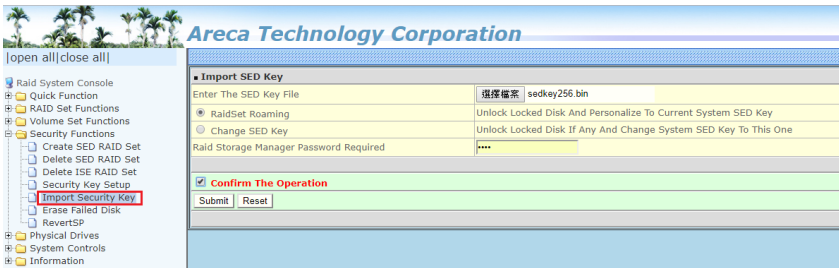 Areca Technology Corporation
|open all|close all|
Raid System Console
Quick Function
RAID Set Functions
Volume Set Functions
Security Functions
Create SED RAID Set
Delete SED RAID Set
Delete ISE RAID Set
Security Key Setup
Import Security Key
Erase Failed Disk
RevertSP
Physical Drives
System Controls
Information
Import SED Key
Enter The SED Key File 選擇檔案 sedkey256.bin
RaidSet Roaming Unlock Locked Disk And Personalize To Current System SED Key
Change SED Key Unlock Locked Disk If Any And Change System SED Key To This One
Raid Storage Manager Password Required ••••
Confirm The Operation
Submit Reset